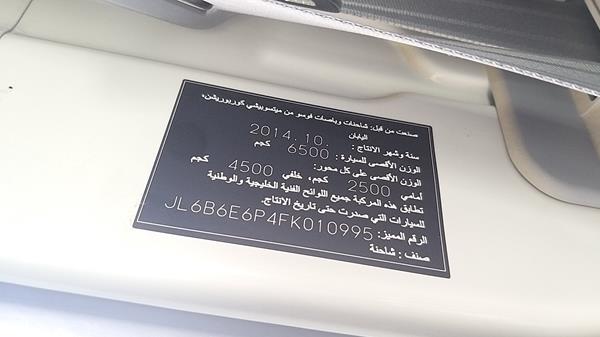 صنعت من قبل: شاحنات وباصات فوسو من ميتسوبيشي كوربوريشن،
اليابان
سنة وشهر الانتاج : 2014.10.
الوزن الأقصى للسيارة : 6500 كجم
الوزن الأقصى على كل محور:
أمامي 2500 كجم، خلفي 4500 كجم
تطابق هذه المركبة جميع اللوائح الفنية الخليجية والوطنية
للسيارات التي صدرت حتى تاريخ الانتاج.
الرقم المميز: JL6B6E6P4FK010995
صنف : شاحنة